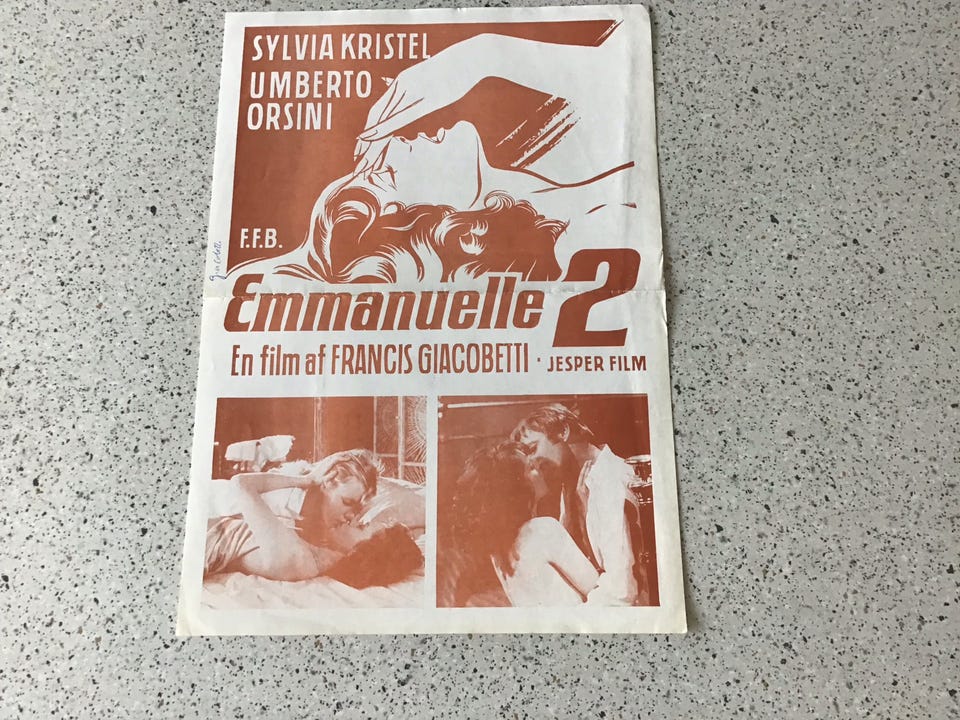 SYLVIA KRISTEL
UMBERTO
ORSINI
F.F.B.
Emmanuelle 2
En film af FRANCIS GIACOBETTI · JESPER FILM